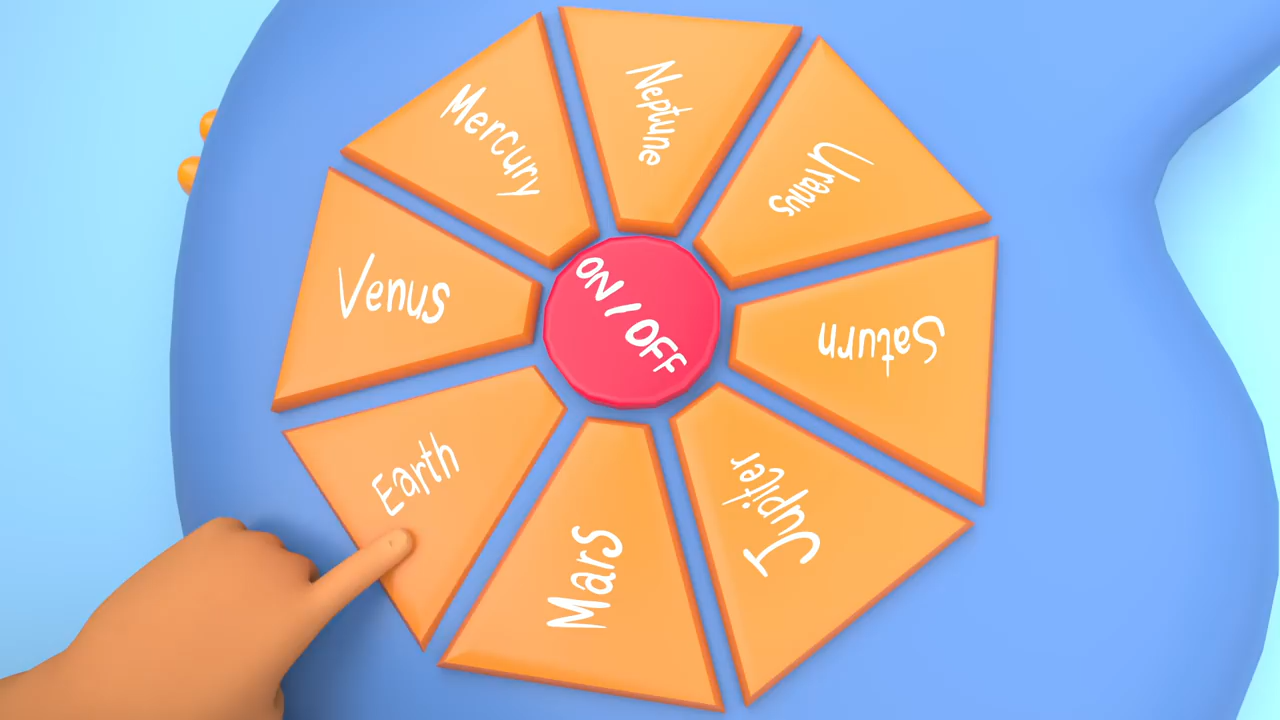 Mercury
Venus
Earth
Mars
Jupiter
Saturn
Uranus
Neptune
ON/OFF